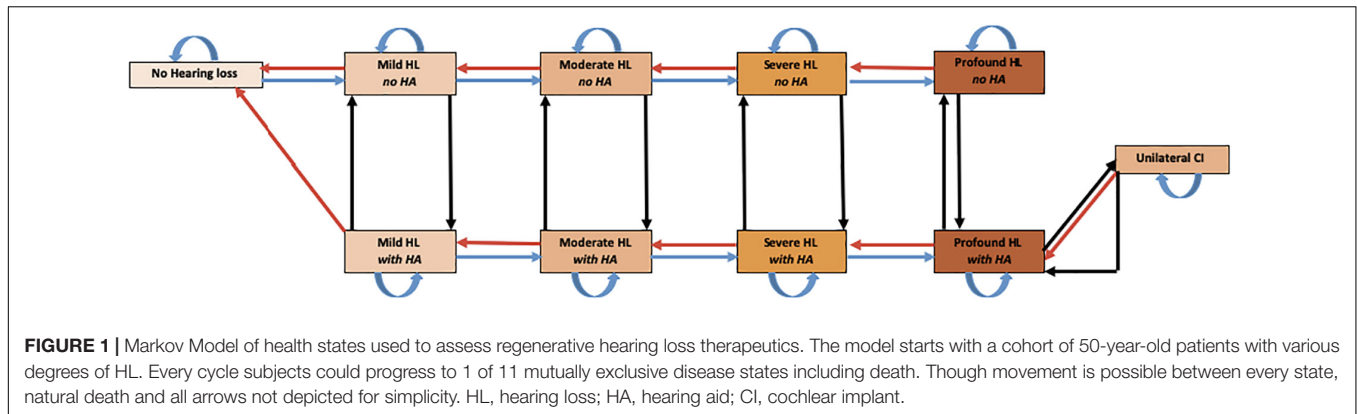 No Hearing loss
Mild HL
no HA
Moderate HL
no HA
Severe HL
no HA
Profound HL
no HA
Unilateral CI
Mild HL
with HA
Moderate HL
with HA
Severe HL
with HA
Profound HL
with HA
FIGURE 1 | Markov Model of health states used to assess regenerative hearing loss therapeutics. The model starts with a cohort of 50-year-old patients with various
degrees of HL. Every cycle subjects could progress to 1 of 11 mutually exclusive disease states including death. Though movement is possible between every state,
natural death and all arrows not depicted for simplicity. HL, hearing loss; HA, hearing aid; CI, cochlear implant.